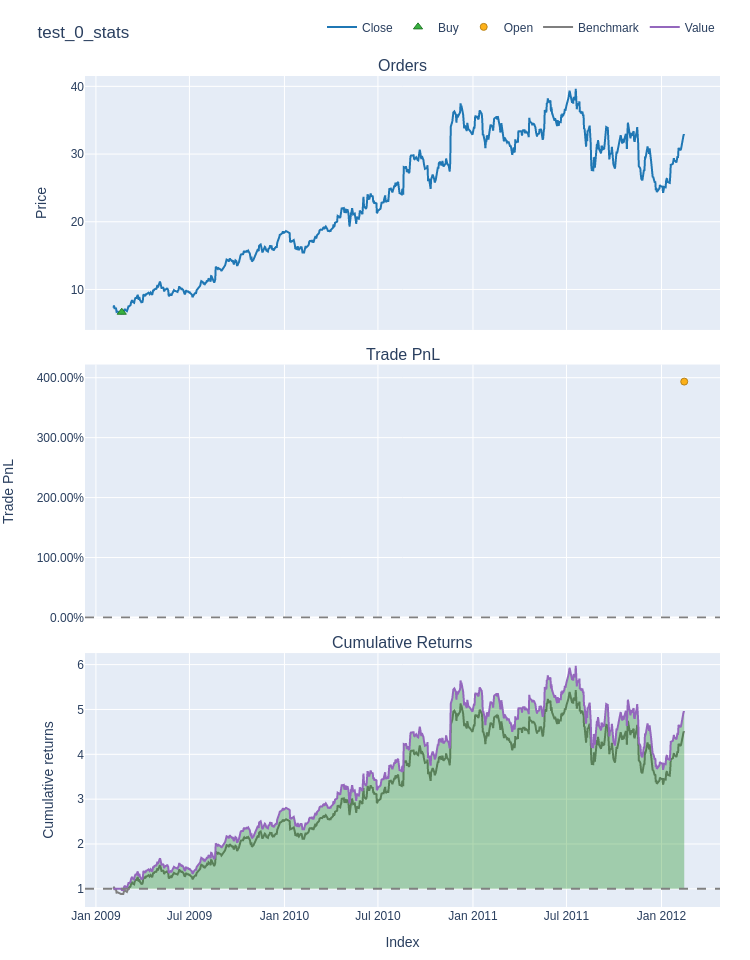 test_0_stats
Close Buy Open Benchmark Value
Orders
40
30
20
10
Price
Trade PnL
400.00%
300.00%
200.00%
100.00%
0.00%
Trade PnL
Cumulative Returns
6
5
4
3
2
1
Cumulative returns
Jan 2009 Jul 2009 Jan 2010 Jul 2010 Jan 2011 Jul 2011 Jan 2012
Index